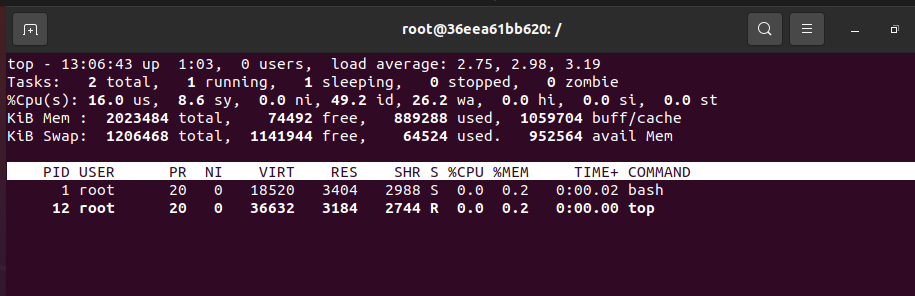 root@36eea61bb620: /
top - 13:06:43 up  1:03,  0 users,  load average: 2.75, 2.98, 3.19
Tasks:   2 total,   1 running,   1 sleeping,   0 stopped,   0 zombie
%Cpu(s): 16.0 us,  8.6 sy,  0.0 ni, 49.2 id, 26.2 wa,  0.0 hi,  0.0 si,  0.0 st
KiB Mem :  2023484 total,    74492 free,   889288 used,  1059704 buff/cache
KiB Swap:  1206468 total,  1141944 free,    64524 used.   952564 avail Mem
PID USER      PR  NI    VIRT    RES    SHR S %CPU %MEM     TIME+ COMMAND
1 root      20   0   18520   3404   2988 S  0.0  0.2   0:00.02 bash
12 root      20   0   36632   3184   2744 R  0.0  0.2   0:00.00 top